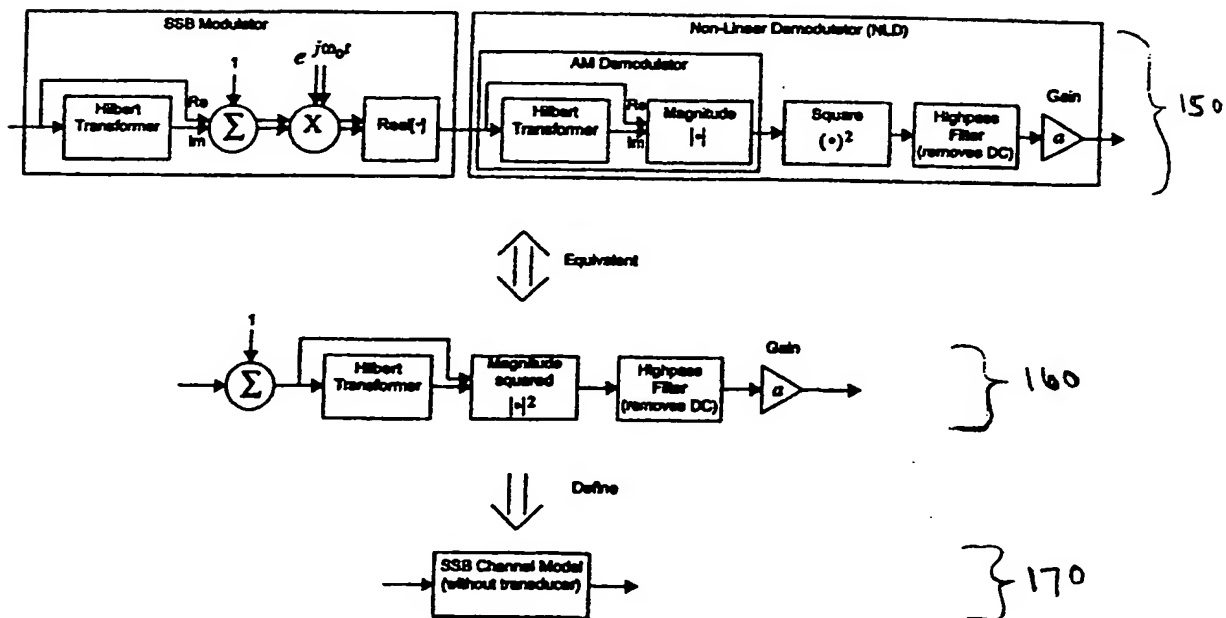 SSB Modulator
Non-Linear Demodulator (NLD)
AM Demodulator
e^{jω₀t}
1
Re
Im
Hilbert
Transformer
Σ
X
Real[•]
Hilbert
Transformer
Re
Im
Magnitude
|•|
Square
(•)²
Highpass
Filter
(removes DC)
Gain
a
150
Equivalent
1
Σ
Hilbert
Transformer
Magnitude
squared
|•|²
Highpass
Filter
(removes DC)
Gain
a
160
Define
SSB Channel Model
(without transducer)
170